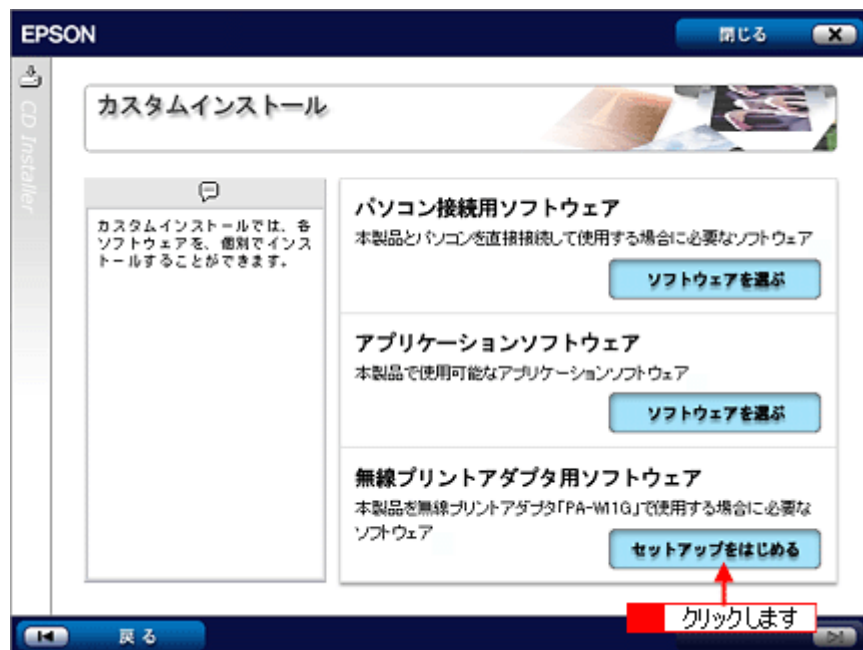 EPSON
閉じる
CD Installer
カスタムインストール
カスタムインストールでは、各
ソフトウェアを、個別でインス
トールすることができます。
パソコン接続用ソフトウェア
本製品とパソコンを直接接続して使用する場合に必要なソフトウェア
ソフトウェアを選ぶ
アプリケーションソフトウェア
本製品で使用可能なアプリケーションソフトウェア
ソフトウェアを選ぶ
無線プリントアダプタ用ソフトウェア
本製品を無線プリントアダプタ「PA-W11G」で使用する場合に必要な
ソフトウェア
セットアップをはじめる
クリックします
戻る